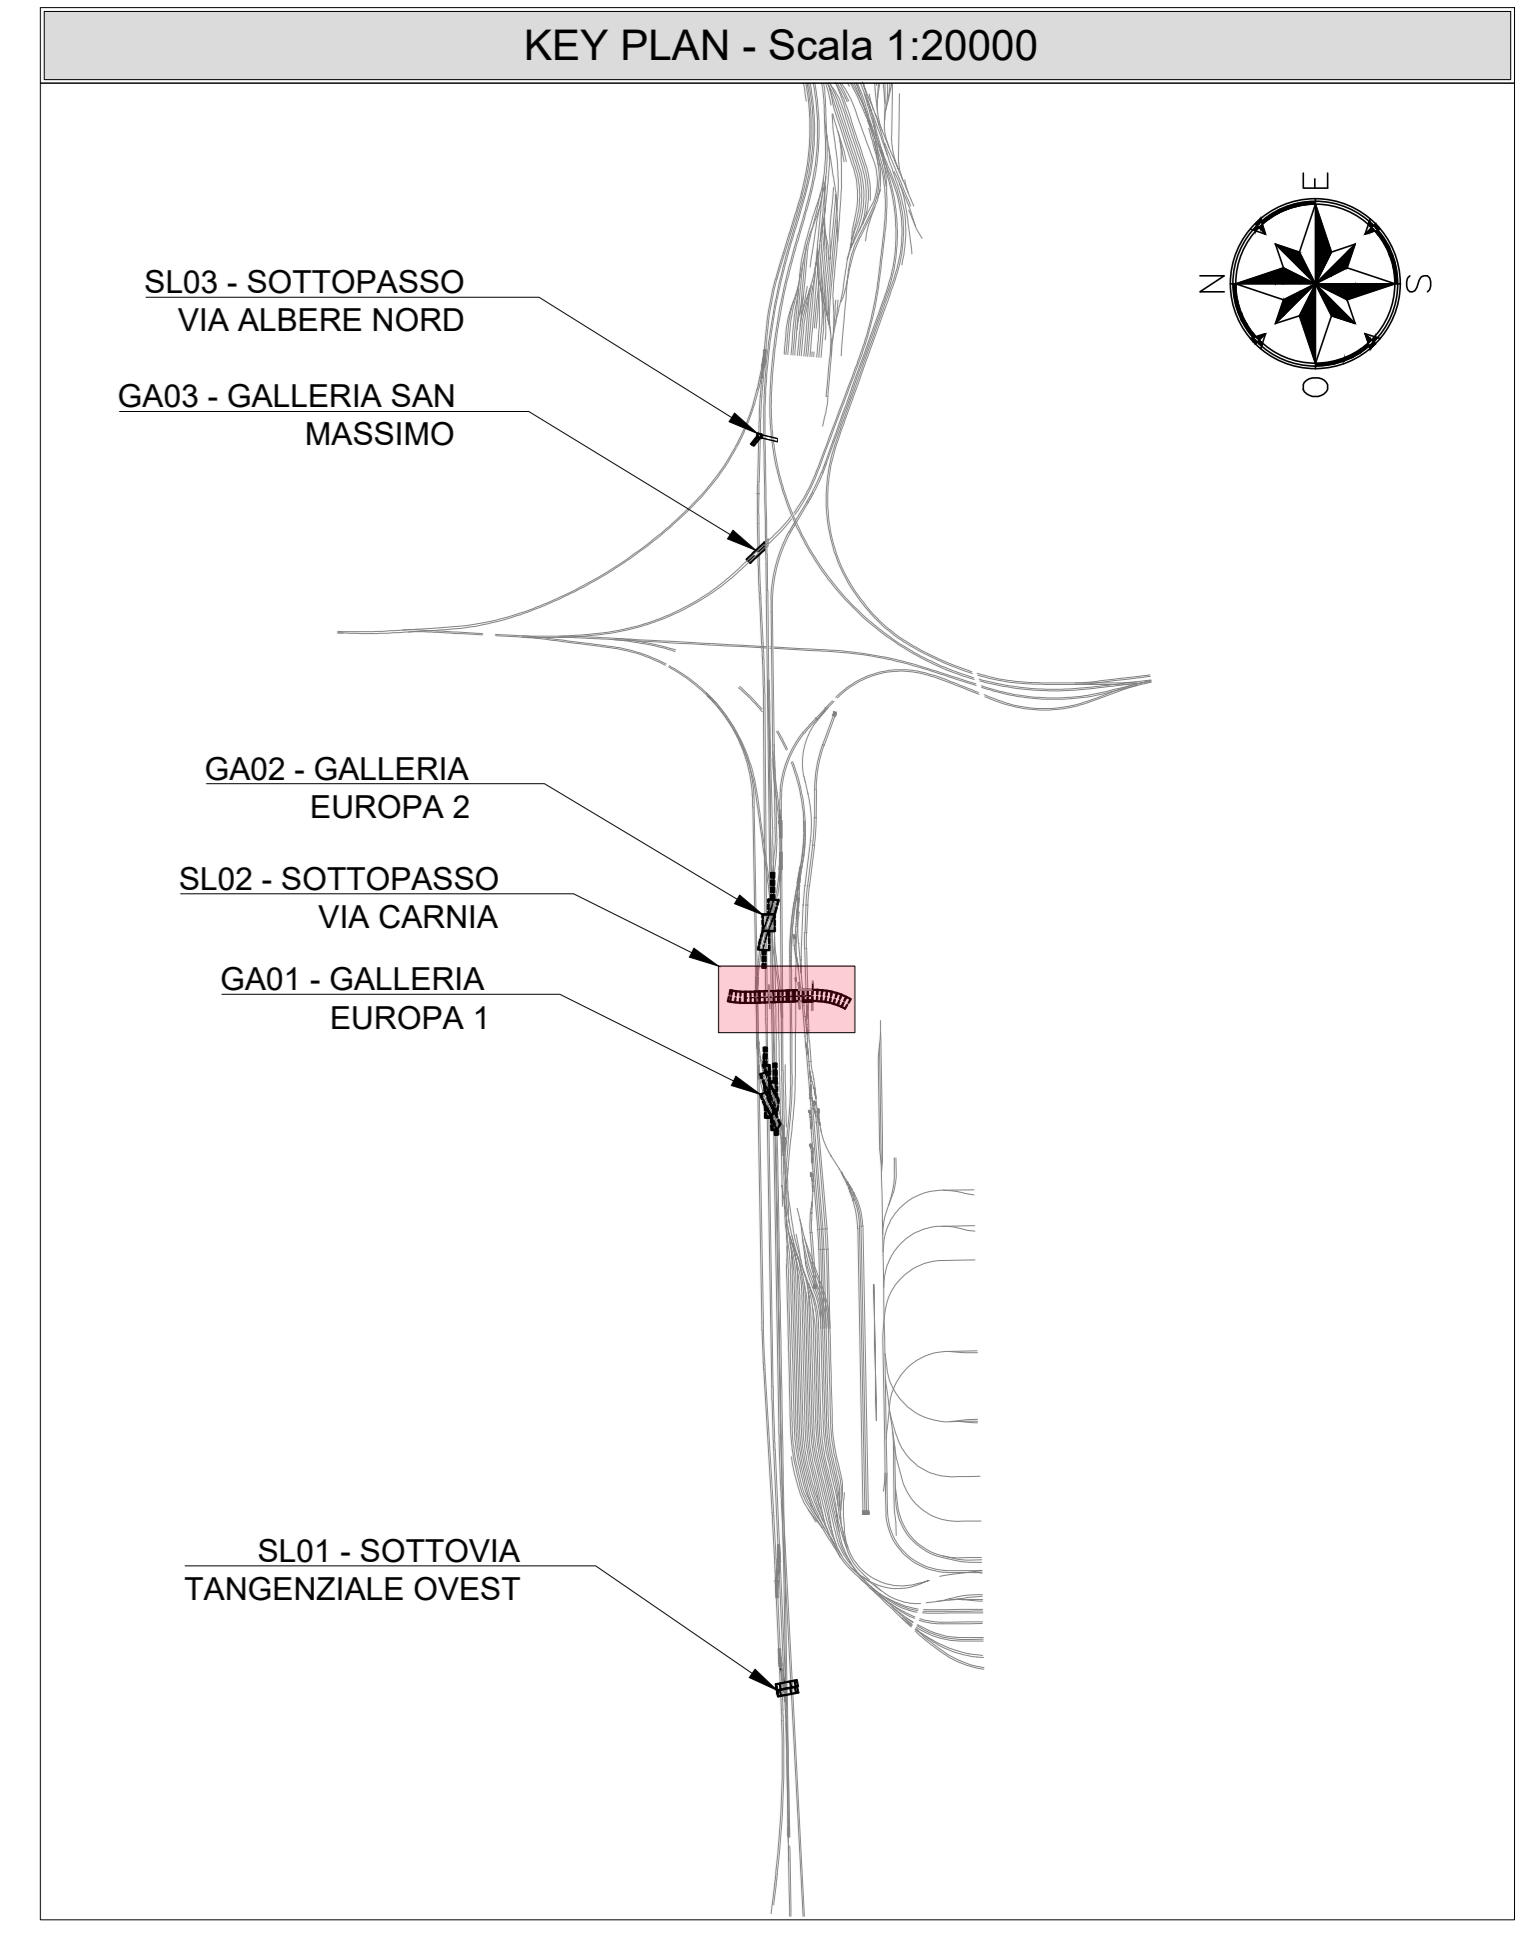 KEY PLAN - Scala 1:20000
E
N
S
O
SL03 - SOTTOPASSO
VIA ALBERE NORD
GA03 - GALLERIA SAN
MASSIMO
GA02 - GALLERIA
EUROPA 2
SL02 - SOTTOPASSO
VIA CARNIA
GA01 - GALLERIA
EUROPA 1
SL01 - SOTTOVIA
TANGENZIALE OVEST